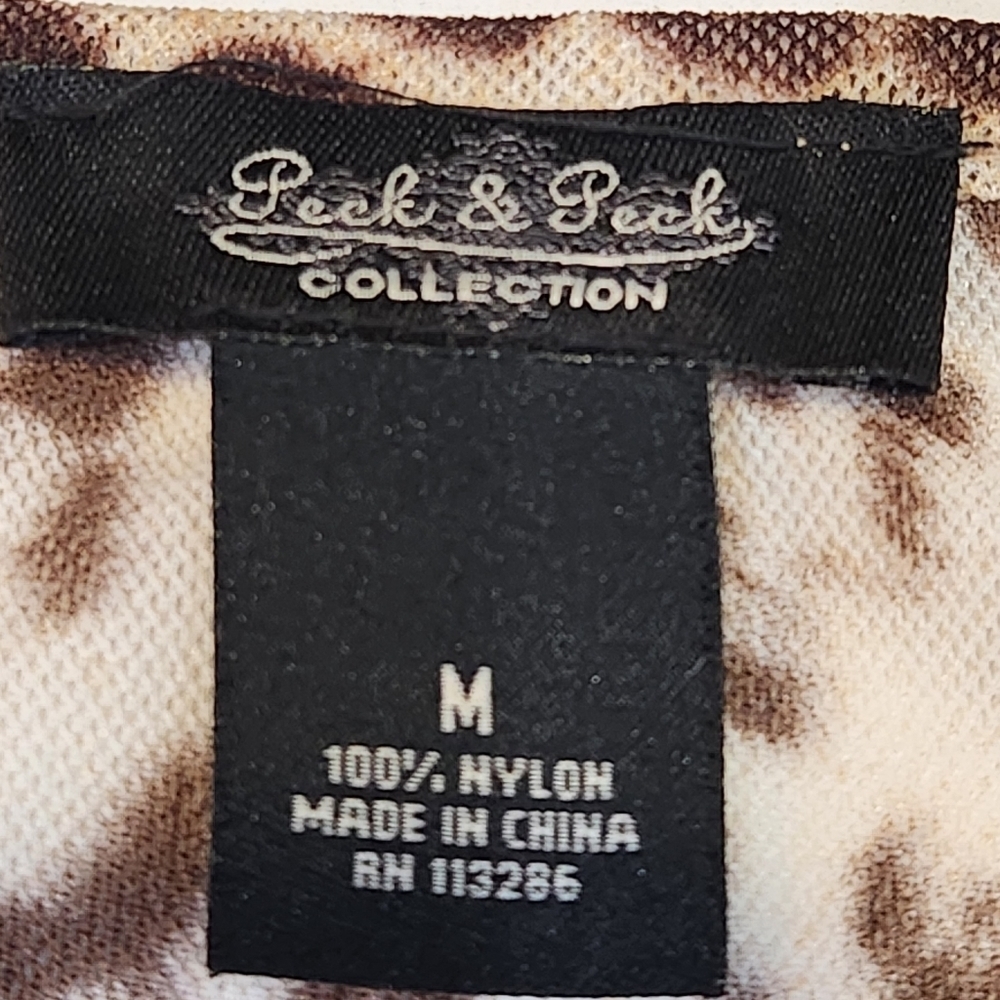 Peck & Peck
COLLECTION
M
100% NYLON
MADE IN CHINA
RN 113286